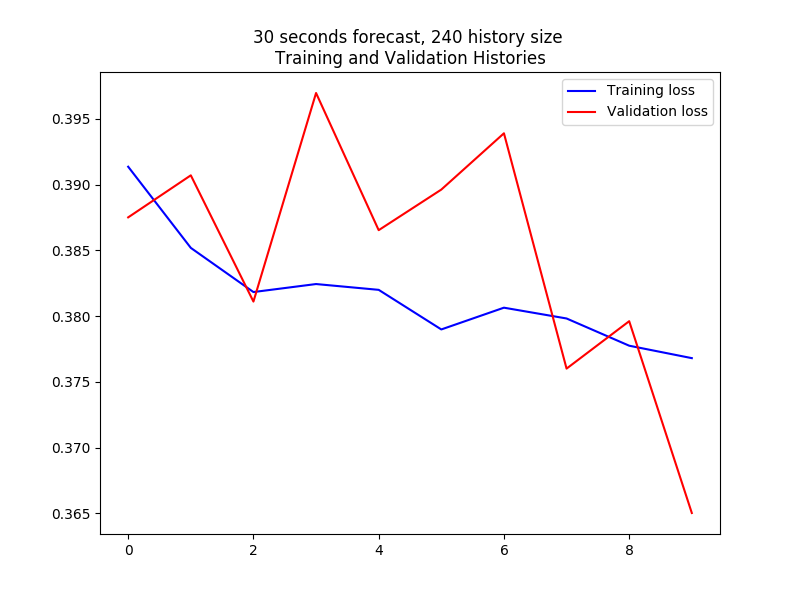 30 seconds forecast, 240 history size
Training and Validation Histories
Training loss
Validation loss
0.395
0.390
0.385
0.380
0.375
0.370
0.365
0 2 4 6 8